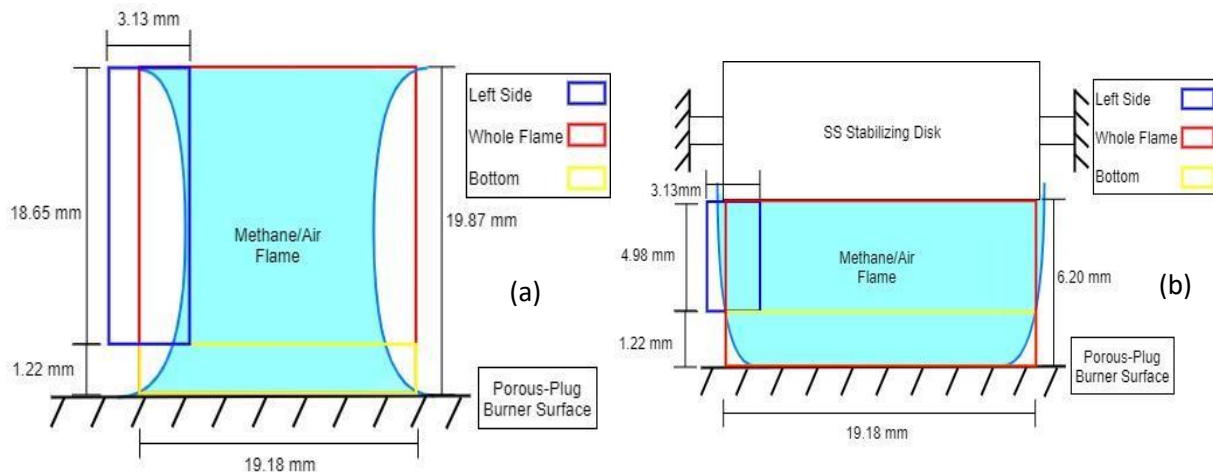 3.13 mm
18.65 mm
1.22 mm
19.87 mm
Methane/Air
Flame
19.18 mm
(a)
Left Side
Whole Flame
Bottom
Porous-Plug
Burner Surface
SS Stabilizing Disk
3.13mm
4.98 mm
1.22 mm
Methane/Air
Flame
6.20 mm
19.18 mm
(b)
Left Side
Whole Flame
Bottom
Porous-Plug
Burner Surface